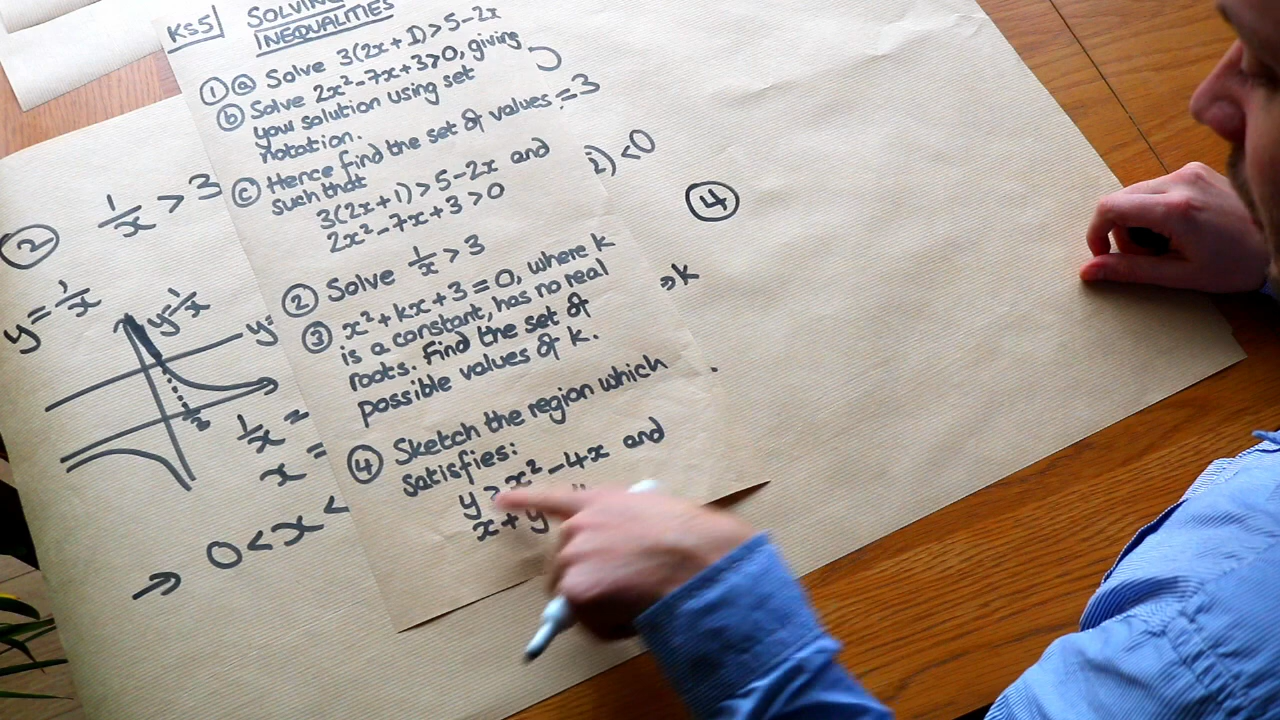 KS5 SOLVING
INEQUALITIES
① ⓐ Solve 3(2x+1)>5-2x
ⓑ Solve 2x²-7x+3>0, giving
your solution using set
notation.
ⓒ Hence find the set of values
such that
3(2x+1)>5-2x and
2x²-7x+3>0
② Solve 1/x > 3
③ x²+kx+3=0, where k
is a constant, has no real
roots. Find the set of
possible values of k.
④ Sketch the region which
satisfies:
y > x²-4x and
x+y
② 1/x > 3
y=1/x
y=1/x
y=
1/3
1/x =
x =
⇒ 0<x<
=3
i) <0
k
④